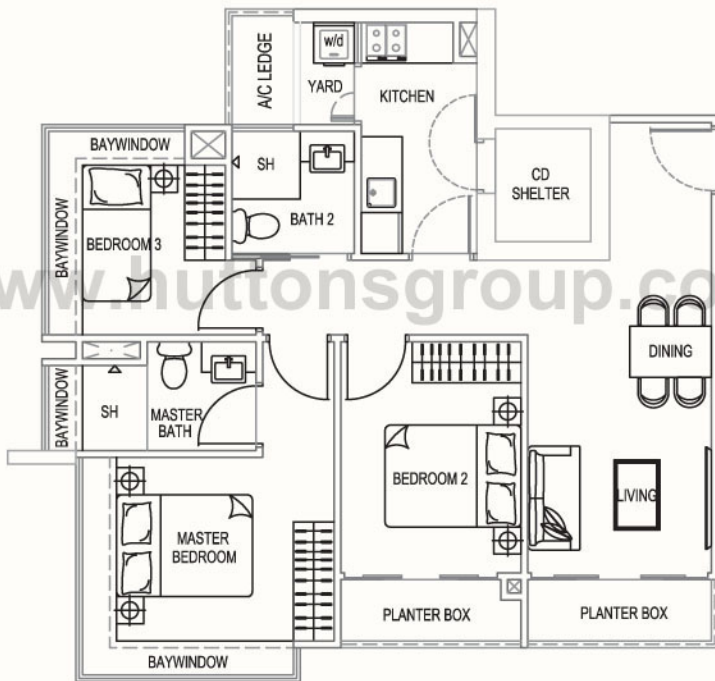 A/C LEDGE
w/d
YARD
KITCHEN
BAYWINDOW
SH
BATH 2
CD
SHELTER
BAYWINDOW
BEDROOM 3
www.huttonsgroup.co
DINING
BAYWINDOW
SH
MASTER
BATH
BEDROOM 2
LIVING
MASTER
BEDROOM
PLANTER BOX
PLANTER BOX
BAYWINDOW